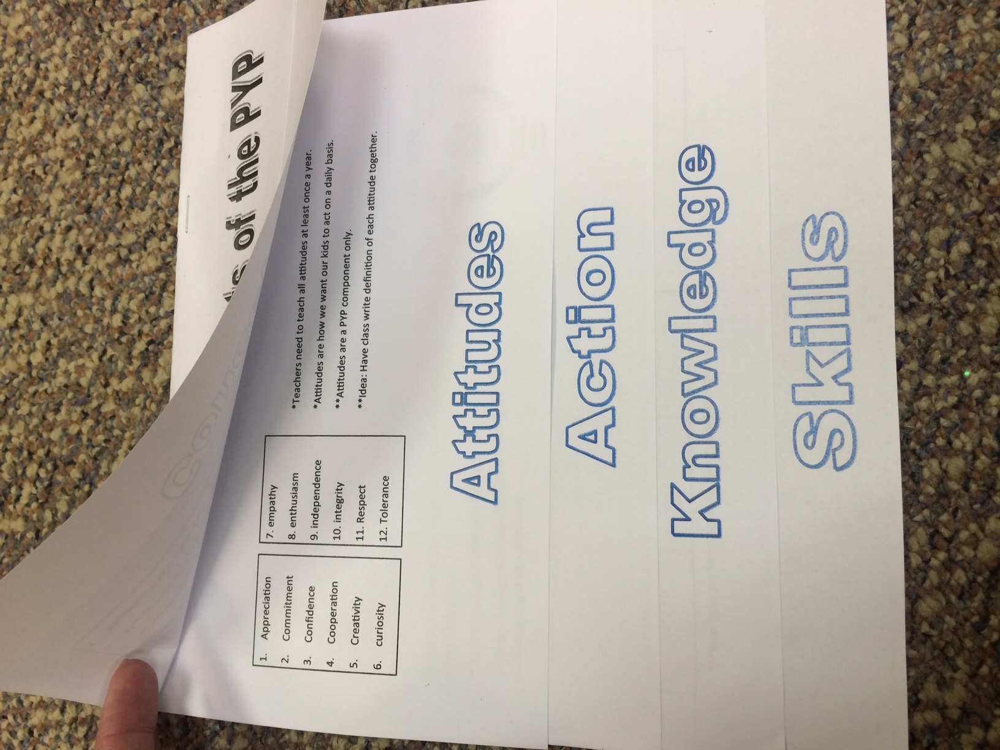 of the PYP
1. Appreciation
2. Commitment
3. Confidence
4. Cooperation
5. Creativity
6. curiosity
7. empathy
8. enthusiasm
9. independence
10. integrity
11. Respect
12. Tolerance
*Teachers need to teach all attitudes at least once a year.
*Attitudes are how we want our kids to act on a daily basis.
**Attitudes are a PYP component only.
**Idea: Have class write definition of each attitude together.
Attitudes
Action
Knowledge
Skills